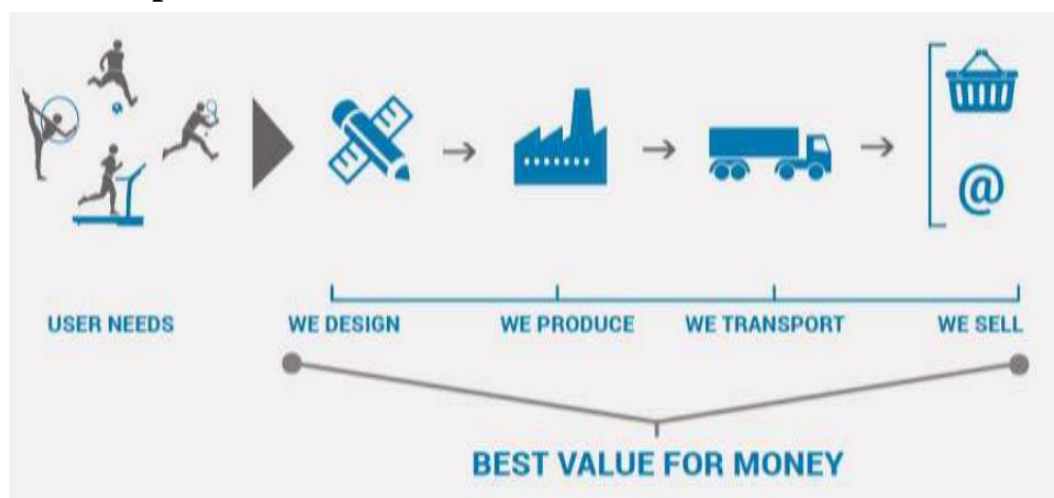 @
USER NEEDS
WE DESIGN
WE PRODUCE
WE TRANSPORT
WE SELL
BEST VALUE FOR MONEY